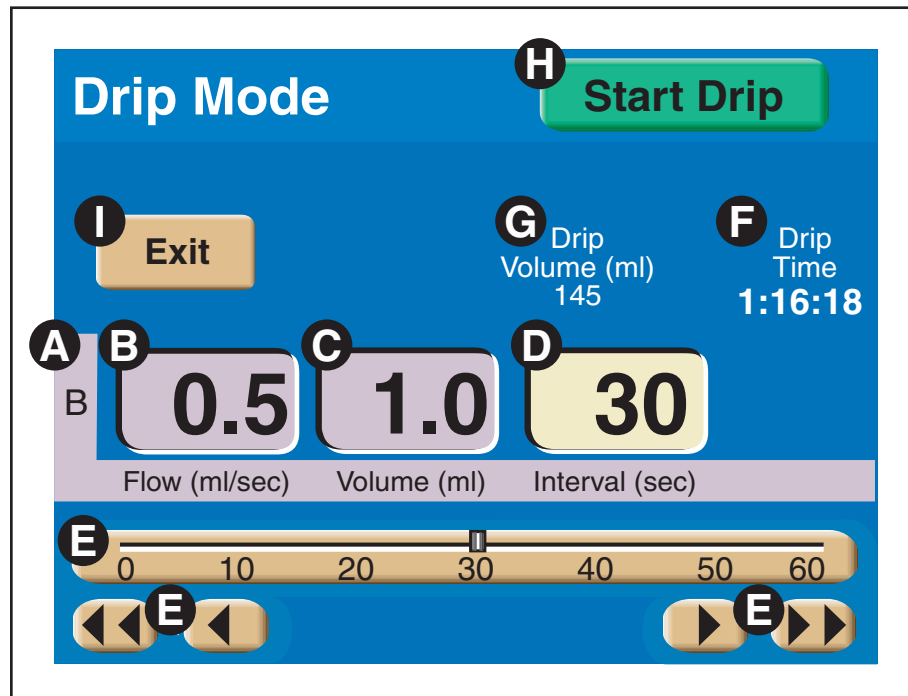 H
Drip Mode
Start Drip
I
Exit
G
Drip
Volume (ml)
145
F
Drip
Time
1:16:18
A
B
B
0.5
C
1.0
D
30
Flow (ml/sec)
Volume (ml)
Interval (sec)
E
0 10 20 30 40 50 60
E
E